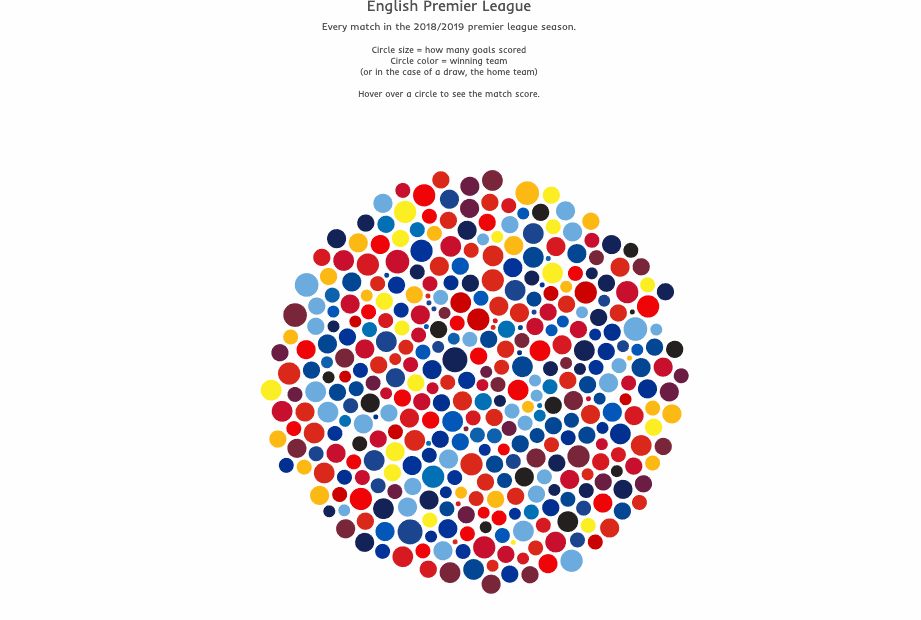 English Premier League
Every match in the 2018/2019 premier league season.
Circle size = how many goals scored
Circle color = winning team
(or in the case of a draw, the home team)
Hover over a circle to see the match score.